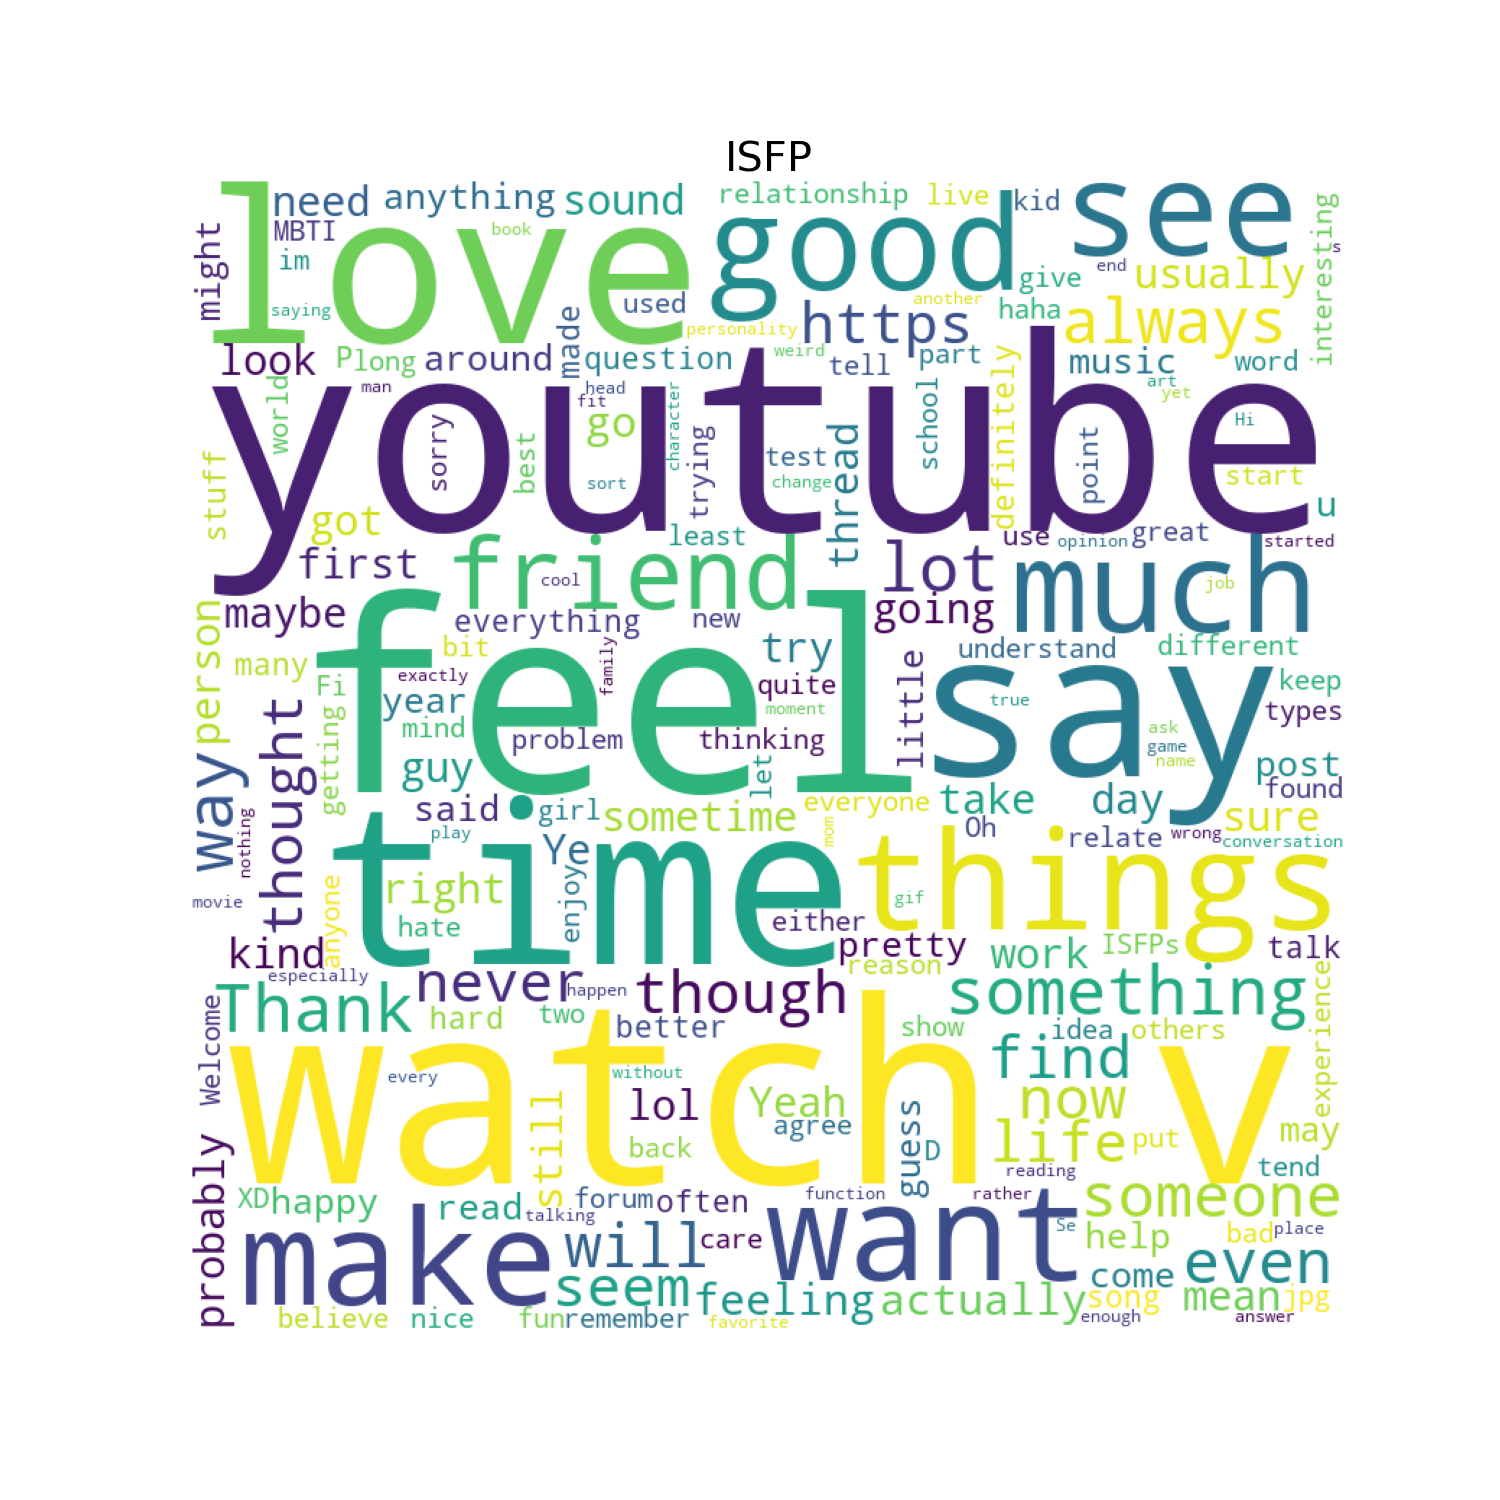 ISFP
love
need
anything
sound
relationship
live
kid
see
MBTI
book
good
might
im
saying
used
give
end
usually
interesting
s
another
haha
always
https
personality
look
P
long
around
made
question
weird
tell
part
music
word
man
head
fit
art
yet
world
youtube
sorry
best
go
character
sort
trying
test
change
thread
school
definitely
point
Hi
start
stuff
got
u
first
friend
cool
least
lot
use
opinion
great
started
much
job
maybe
everything
new
going
person
many
bit
feel
exactly
family
try
quite
little
understand
different
say
keep
types
Fi
year
mind
problem
thinking
moment
true
ask
game
name
getting
thought
guy
let
post
found
way
said
girl
sometime
everyone
take
day
sure
nothing
play
time
Ye
mom
Oh
relate
wrong
conversation
things
movie
anyone
right
hate
enjoy
either
gif
kind
especially
pretty
reason
work
ISFPs
talk
never
happen
though
something
experience
Thank
hard
two
better
show
idea
others
Welcome
watch
v
every
without
find
still
lol
Yeah
agree
now
life
put
may
back
guess
D
reading
tend
probably
XD
happy
read
talking
forum
often
function
rather
someone
make
will
care
want
Se
help
bad
place
seem
feeling
actually
come
even
song
mean
jpg
believe
nice
fun
remember
favorite
enough
answer